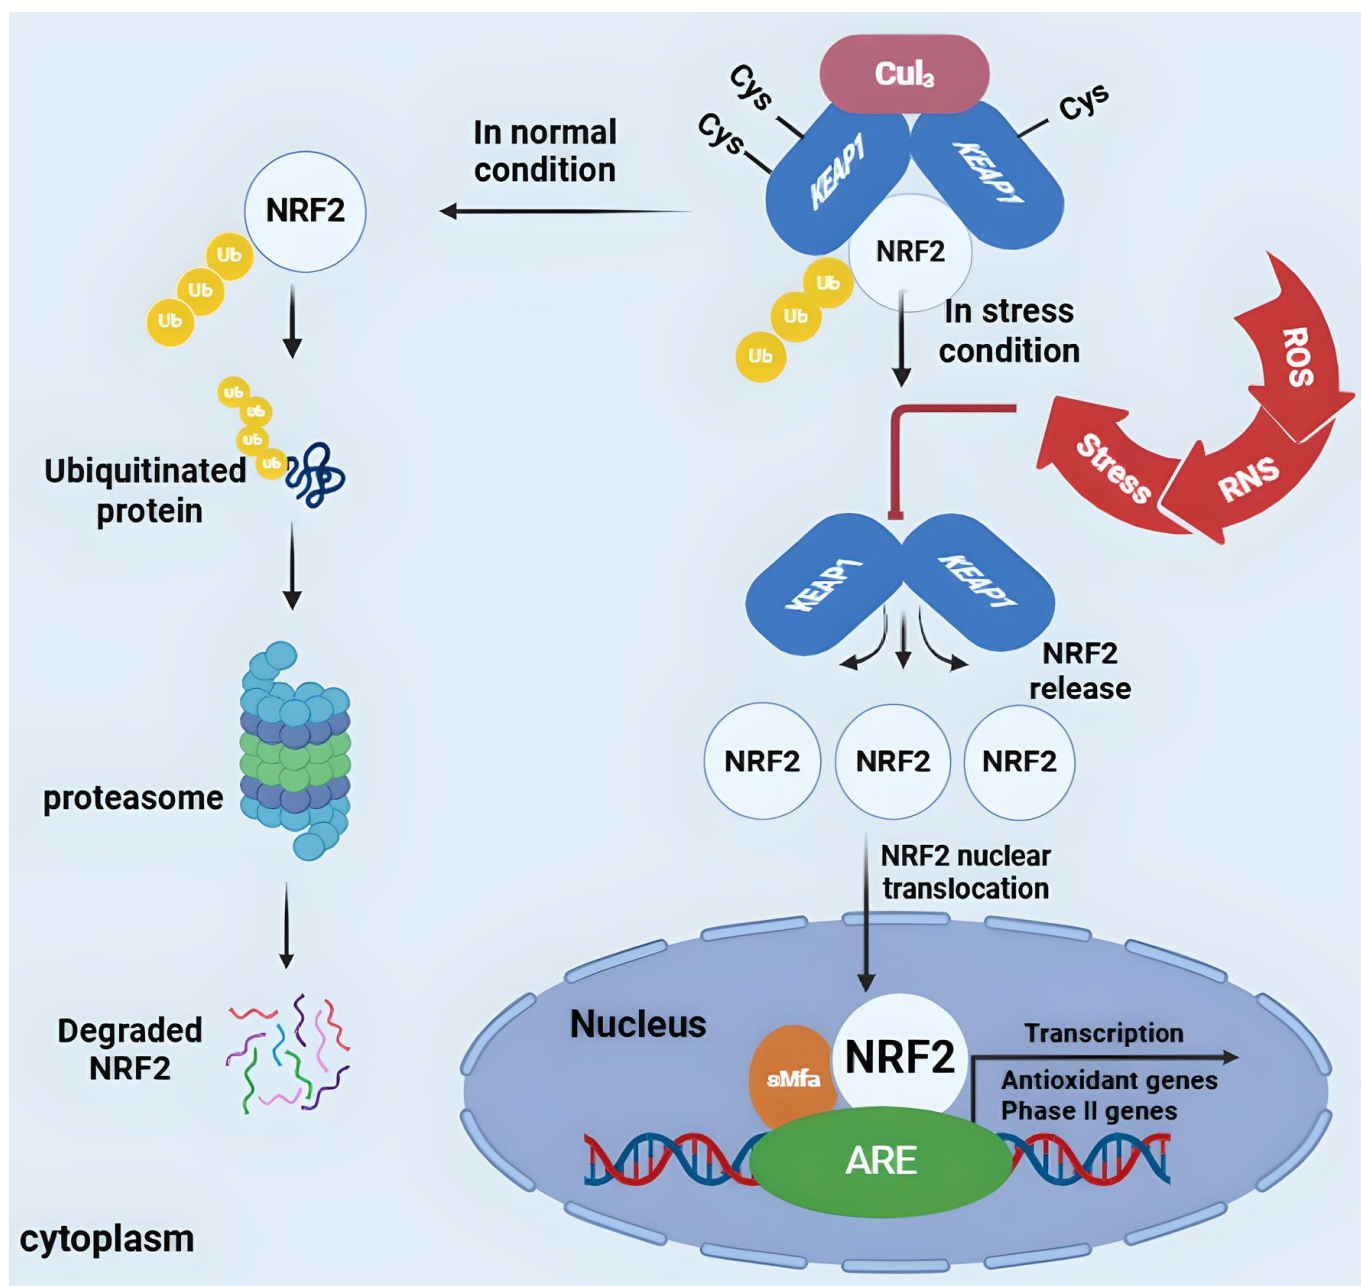 Cul₃
Cys
Cys
Cys
KEAP1
KEAP1
NRF2
Ub
Ub
Ub
In normal
condition
NRF2
Ub
Ub
Ub
Ub
Ub
Ub
Ub
Ubiquitinated
protein
proteasome
Degraded
NRF2
cytoplasm
In stress
condition
ROS
RNS
Stress
KEAP1
KEAP1
NRF2
release
NRF2
NRF2
NRF2
NRF2 nuclear
translocation
Nucleus
sMfa
NRF2
ARE
Transcription
Antioxidant genes
Phase II genes